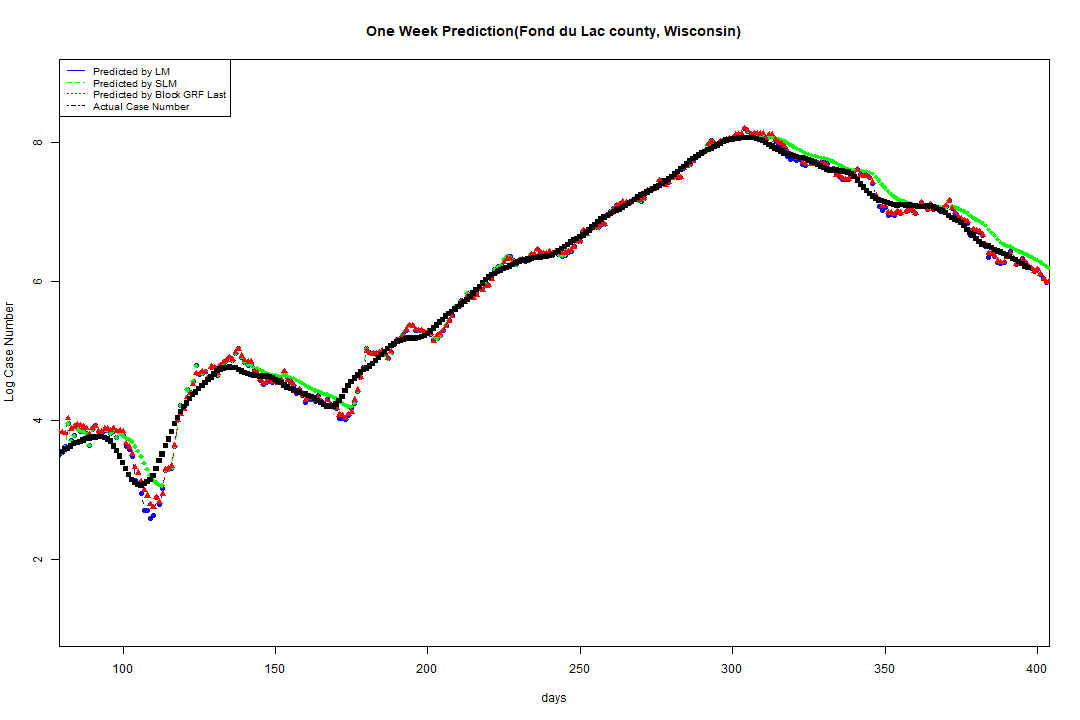 One Week Prediction(Fond du Lac county, Wisconsin)
Predicted by LM
Predicted by SLM
Predicted by Block GRF Last
Actual Case Number
Log Case Number
8
6
4
2
100 150 200 250 300 350 400
days